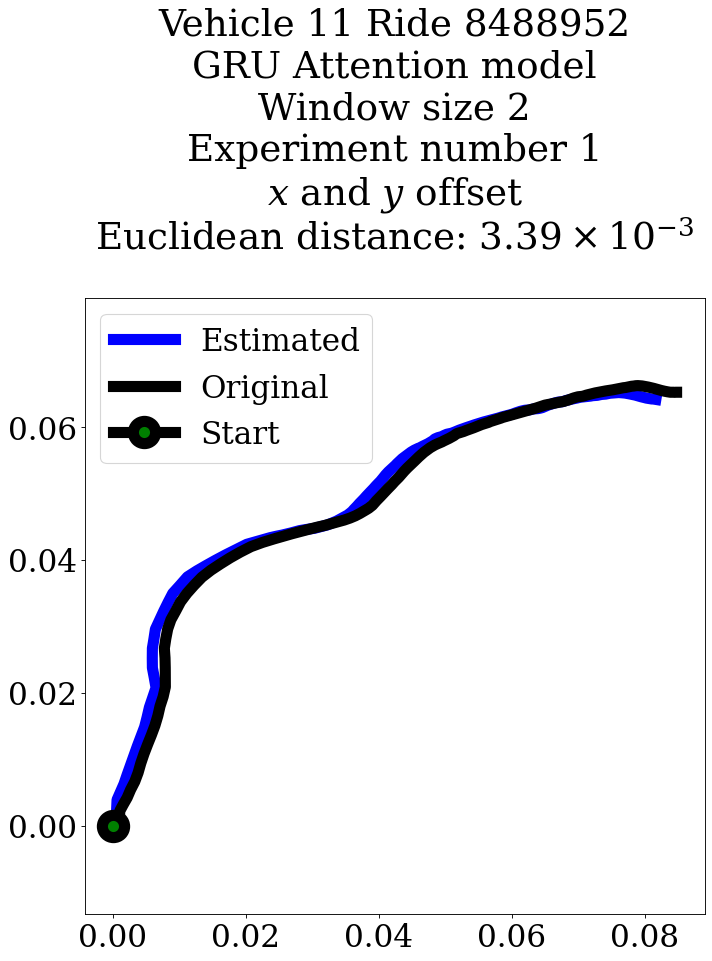 Vehicle 11 Ride 8488952
GRU Attention model
Window size 2
Experiment number 1
x and y offset
Euclidean distance: 3.39 × 10⁻³
Estimated
Original
Start
0.06
0.04
0.02
0.00
0.00 0.02 0.04 0.06 0.08